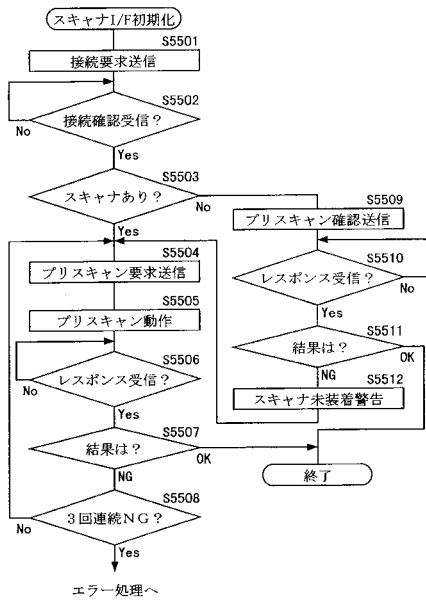 スキャナI/F初期化
S5501
接続要求送信
S5502
接続確認受信？
No
Yes
S5503
スキャナあり？
No
Yes
S5504
プリスキャン要求送信
S5505
プリスキャン動作
S5506
レスポンス受信？
No
Yes
S5507
結果は？
OK
NG
S5508
3回連続NG？
No
Yes
エラー処理へ
S5509
プリスキャン確認送信
S5510
レスポンス受信？
No
Yes
S5511
結果は？
OK
NG
S5512
スキャナ未装着警告
終了